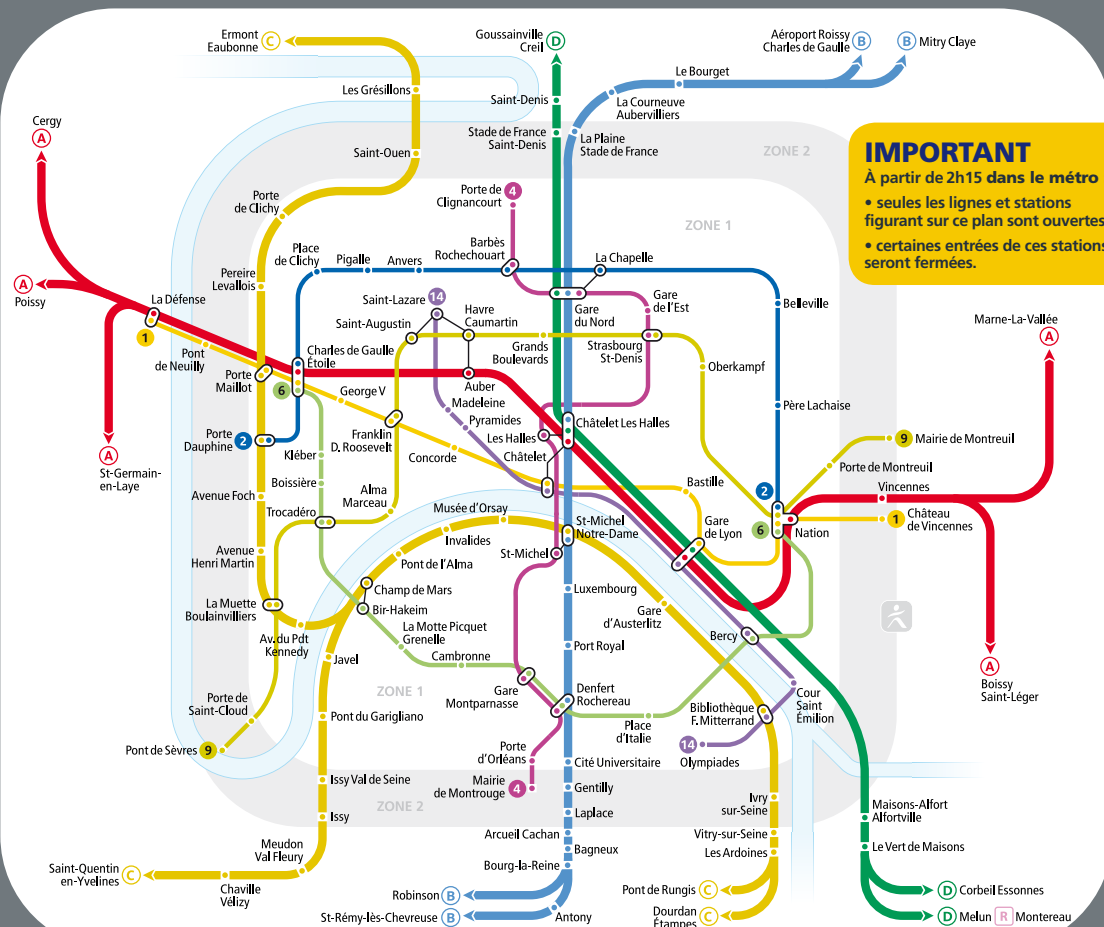 Ermont
Eaubonne
C
Goussainville
Creil
D
Aéroport Roissy
Charles de Gaulle
B
B
Mitry Claye
Le Bourget
Les Grésillons
Saint-Denis
La Courneuve
Aubervilliers
Cergy
A
Stade de France
Saint-Denis
La Plaine
Stade de France
ZONE 2
IMPORTANT
À partir de 2h15 dans le métro
• seules les lignes et stations
figurant sur ce plan sont ouvertes
• certaines entrées de ces stations
seront fermées.
Saint-Ouen
Porte
de Clichy
Porte de
Clignancourt
4
ZONE 1
Place
de Clichy
Pigalle
Anvers
Barbès
Rochechouart
La Chapelle
Pereire
Levallois
A
Poissy
La Défense
1
Saint-Lazare
14
Havre
Caumartin
Saint-Augustin
Gare
du Nord
Gare
de l'Est
Belleville
Marne-La-Vallée
A
Pont
de Neuilly
Porte
Maillot
Charles de Gaulle
Étoile
6
Grands
Boulevards
Strasbourg
St-Denis
Oberkampf
George V
Auber
Madeleine
Pyramides
Père Lachaise
Porte
Dauphine
2
Franklin
D. Roosevelt
Concorde
Les Halles
Châtelet Les Halles
Châtelet
9
Mairie de Montreuil
Porte de Montreuil
A
St-Germain-
en-Laye
Kléber
Boissière
Avenue Foch
Alma
Marceau
Trocadéro
Musée d'Orsay
Invalides
Pont de l'Alma
Bastille
2
6
Nation
Vincennes
1
Château
de Vincennes
Gare
de Lyon
St-Michel
Notre-Dame
St-Michel
Avenue
Henri Martin
Champ de Mars
Bir-Hakeim
Luxembourg
La Muette
Boulainvilliers
Av. du Pdt
Kennedy
Javel
La Motte Picquet
Grenelle
Cambronne
Gare
d'Austerlitz
Bercy
Port Royal
A
Boissy
Saint-Léger
ZONE 1
Gare
Montparnasse
Denfert
Rochereau
Place
d'Italie
Bibliothèque
F. Mitterrand
Cour
Saint
Émilion
Porte de
Saint-Cloud
Pont de Sèvres
9
Pont du Garigliano
14
Olympiades
Porte
d'Orléans
Mairie
de Montrouge
4
Cité Universitaire
Issy Val de Seine
Gentilly
ZONE 2
Issy
Laplace
Ivry
sur-Seine
Maisons-Alfort
Alfortville
Arcueil Cachan
Vitry-sur-Seine
Meudon
Val Fleury
Bagneux
Les Ardoines
Le Vert de Maisons
Saint-Quentin
en-Yvelines
C
Chaville
Vélizy
Bourg-la-Reine
Robinson
B
Pont de Rungis
C
D
Corbeil Essonnes
St-Rémy-lès-Chevreuse
B
Antony
Dourdan
Étampes
C
D
Melun
R
Montereau